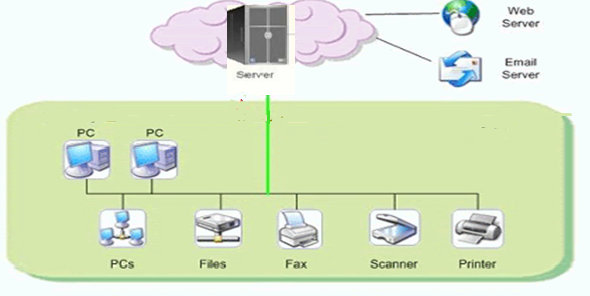 Web
Server
Server
Email
Server
PC
PC
PCs
Files
Fax
Scanner
Printer